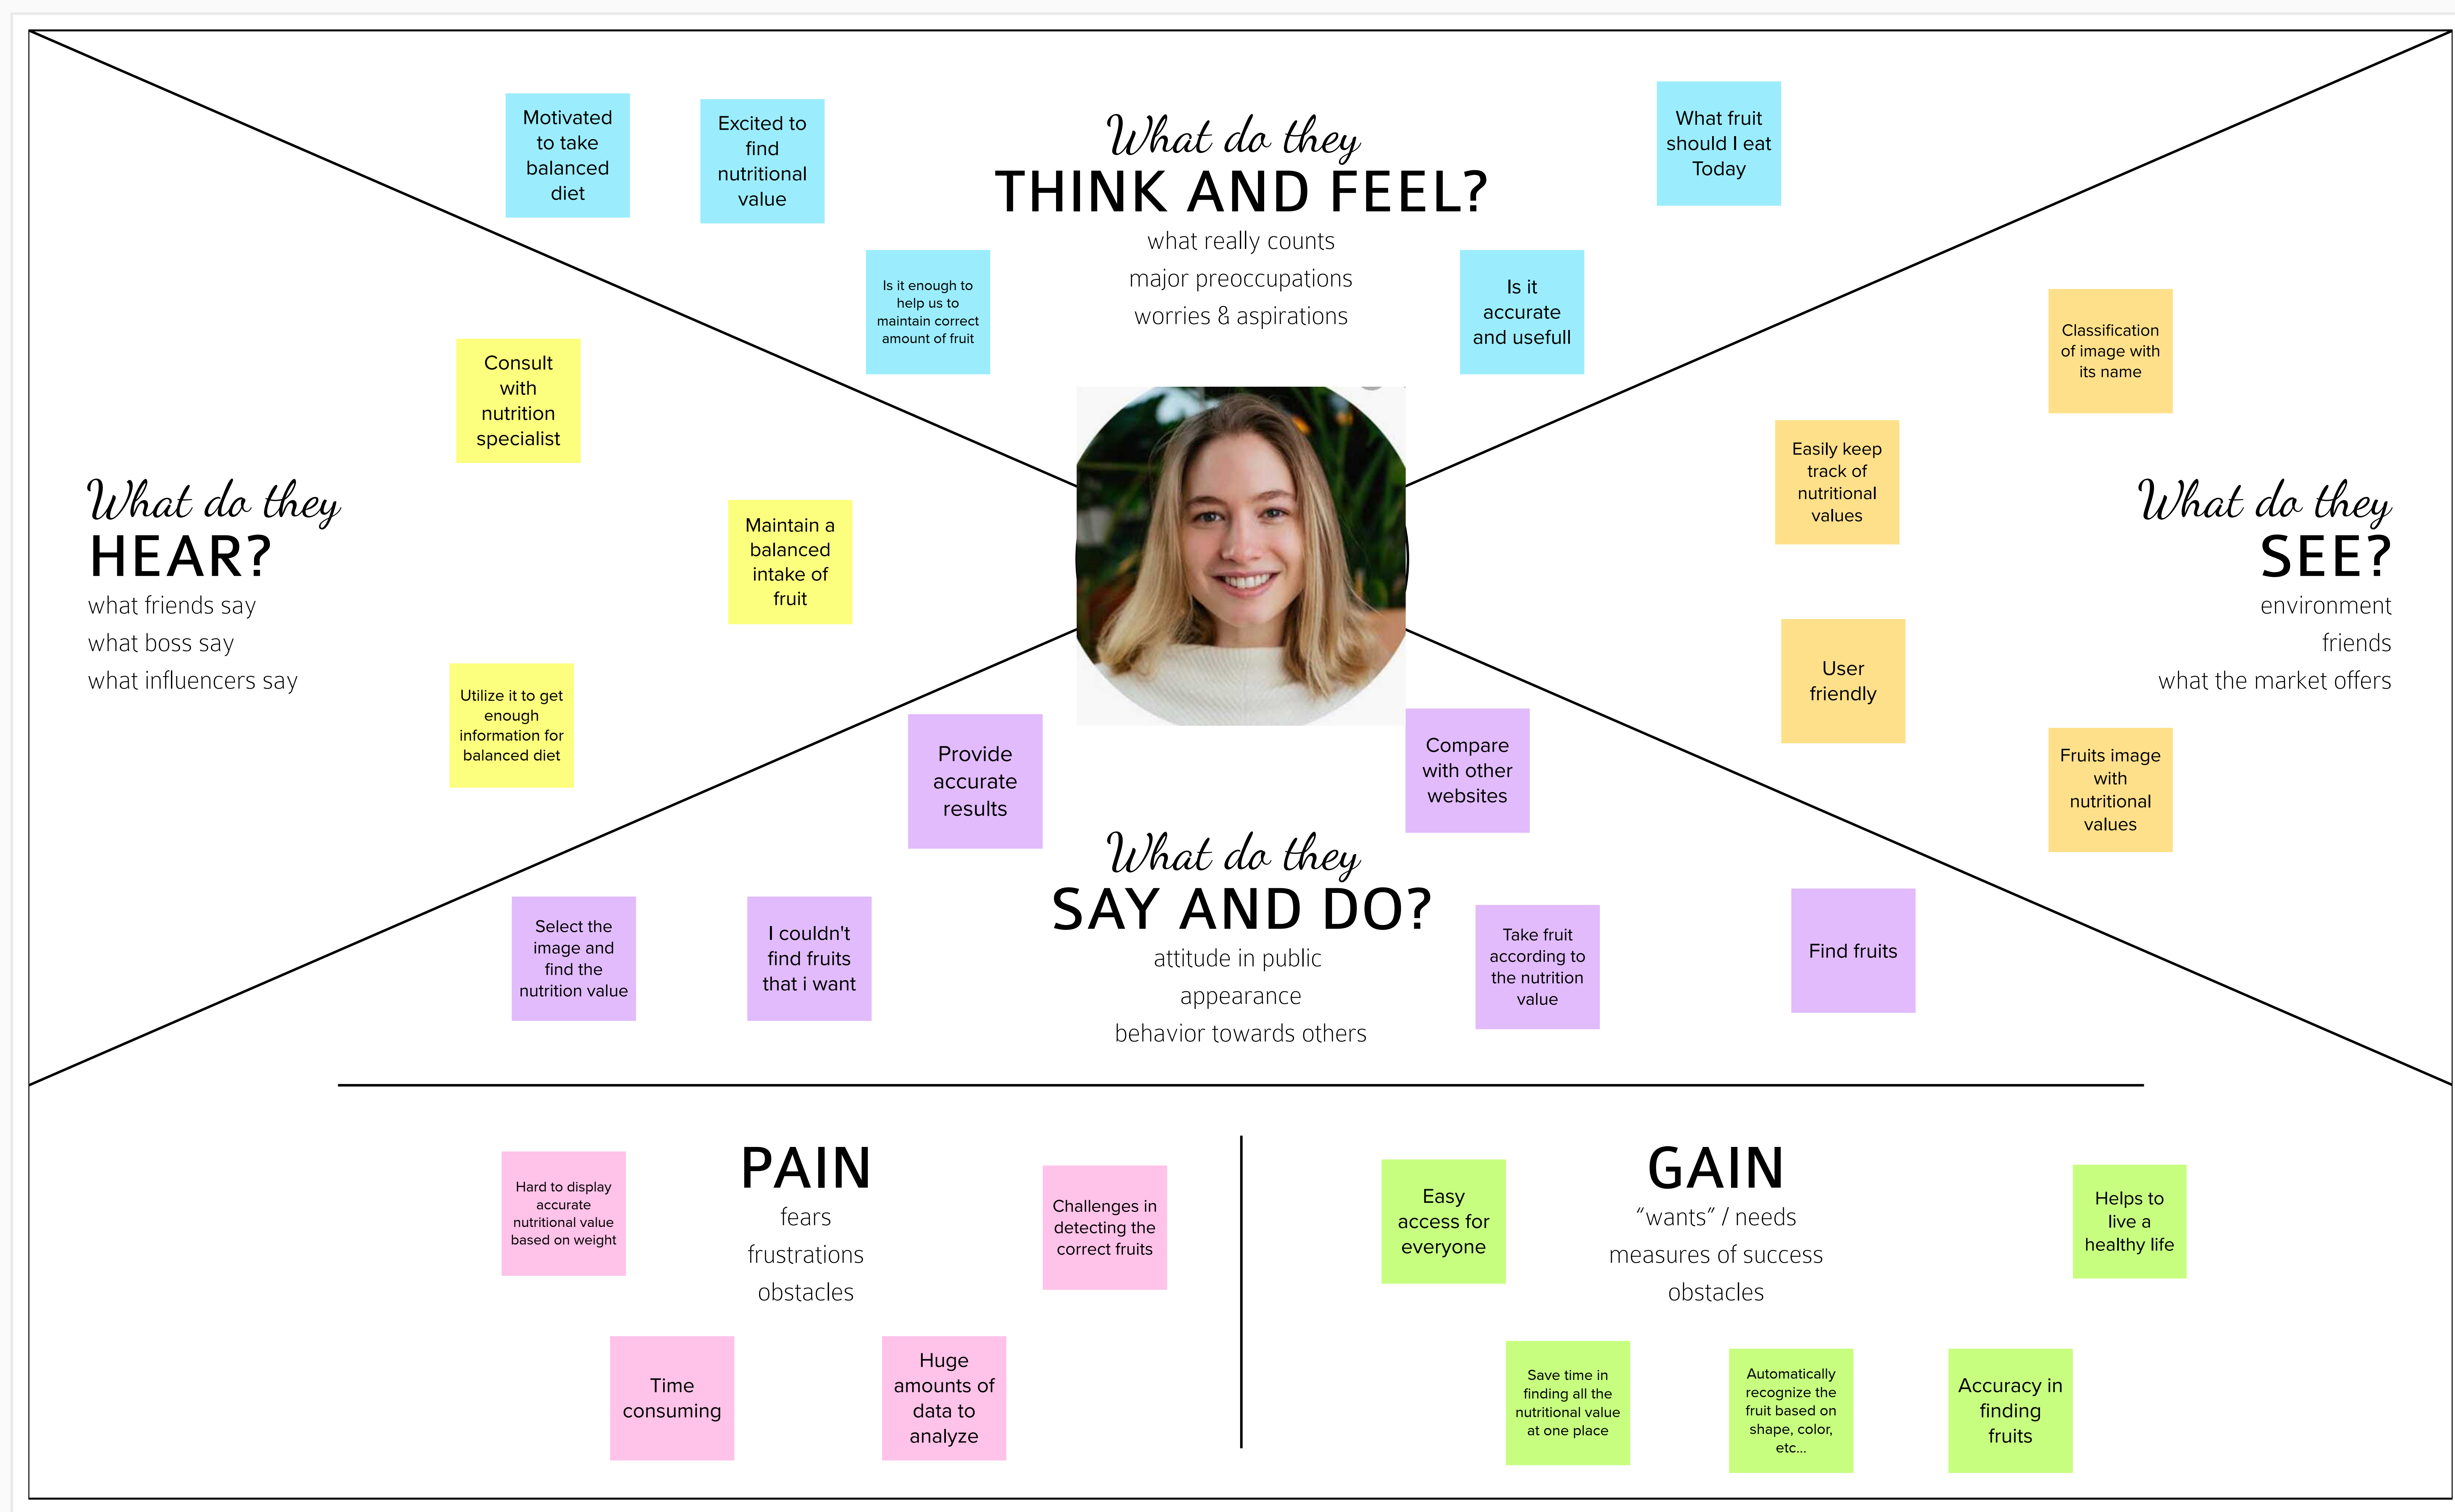 Motivated
to take
balanced
diet
Excited to
find
nutritional
value
What do they
THINK AND FEEL?
what really counts
major preoccupations
worries & aspirations
What fruit
should I eat
Today
Is it enough to
help us to
maintain correct
amount of fruit
Is it
accurate
and usefull
Consult
with
nutrition
specialist
What do they
HEAR?
what friends say
what boss say
what influencers say
Maintain a
balanced
intake of
fruit
Utilize it to get
enough
information for
balanced diet
Classification
of image with
its name
Easily keep
track of
nutritional
values
What do they
SEE?
environment
friends
what the market offers
User
friendly
Fruits image
with
nutritional
values
Provide
accurate
results
Compare
with other
websites
What do they
SAY AND DO?
attitude in public
appearance
behavior towards others
Select the
image and
find the
nutrition value
I couldn't
find fruits
that i want
Take fruit
according to
the nutrition
value
Find fruits
PAIN
fears
frustrations
obstacles
Hard to display
accurate
nutritional value
based on weight
Challenges in
detecting the
correct fruits
Time
consuming
Huge
amounts of
data to
analyze
GAIN
“wants” / needs
measures of success
obstacles
Easy
access for
everyone
Helps to
live a
healthy life
Save time in
finding all the
nutritional value
at one place
Automatically
recognize the
fruit based on
shape, color,
etc...
Accuracy in
finding
fruits